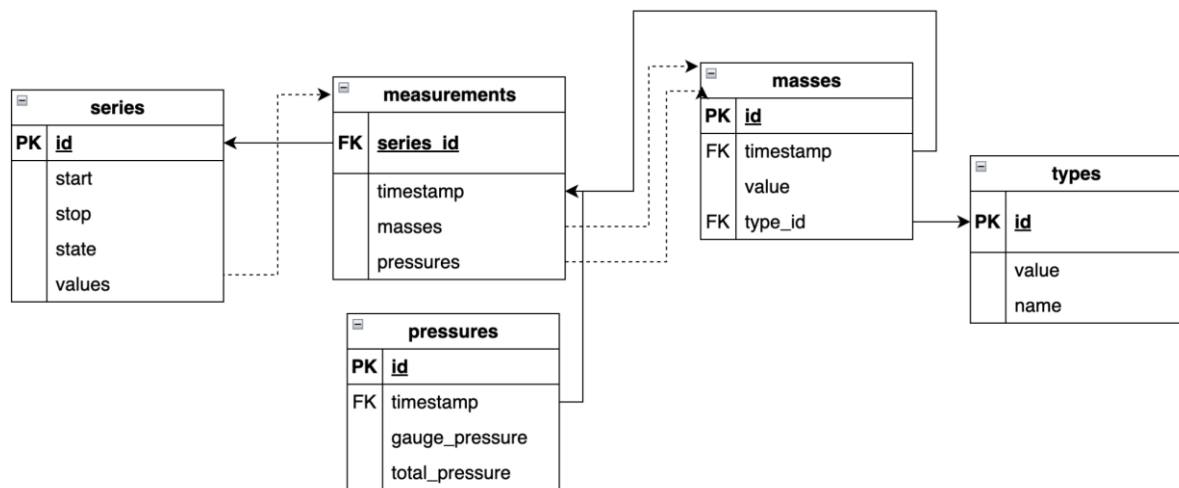 series
PK id
start
stop
state
values
measurements
FK series_id
timestamp
masses
pressures
pressures
PK id
FK timestamp
gauge_pressure
total_pressure
masses
PK id
FK timestamp
value
FK type_id
types
PK id
value
name